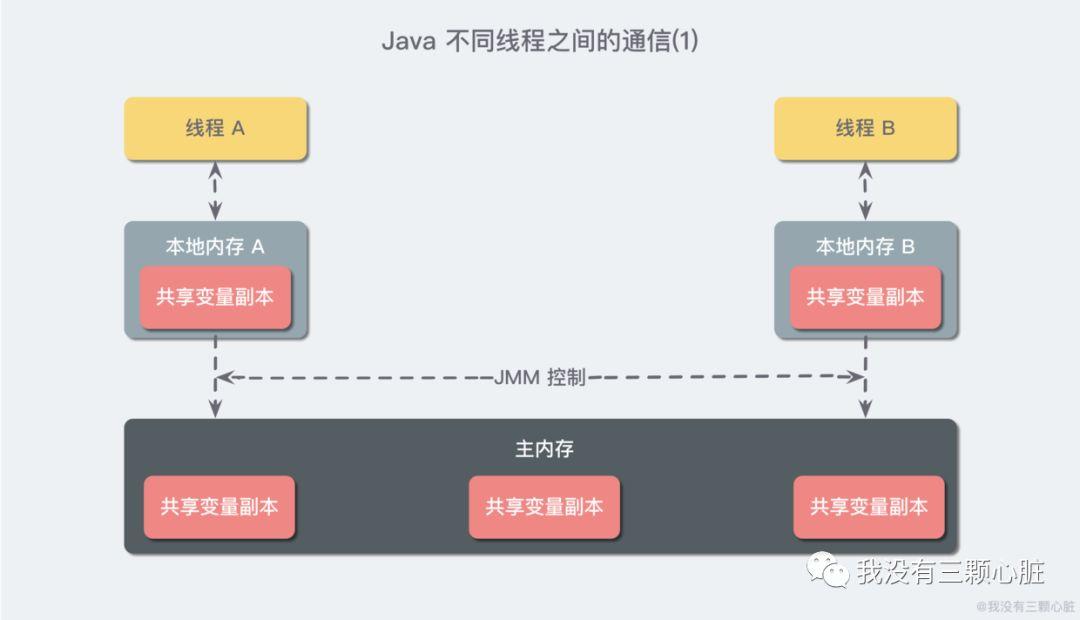 Java 不同线程之间的通信(1)
线程 A
线程 B
本地内存 A
共享变量副本
本地内存 B
共享变量副本
JMM 控制
主内存
共享变量副本
共享变量副本
共享变量副本
我没有三颗心脏
@我没有三颗心脏